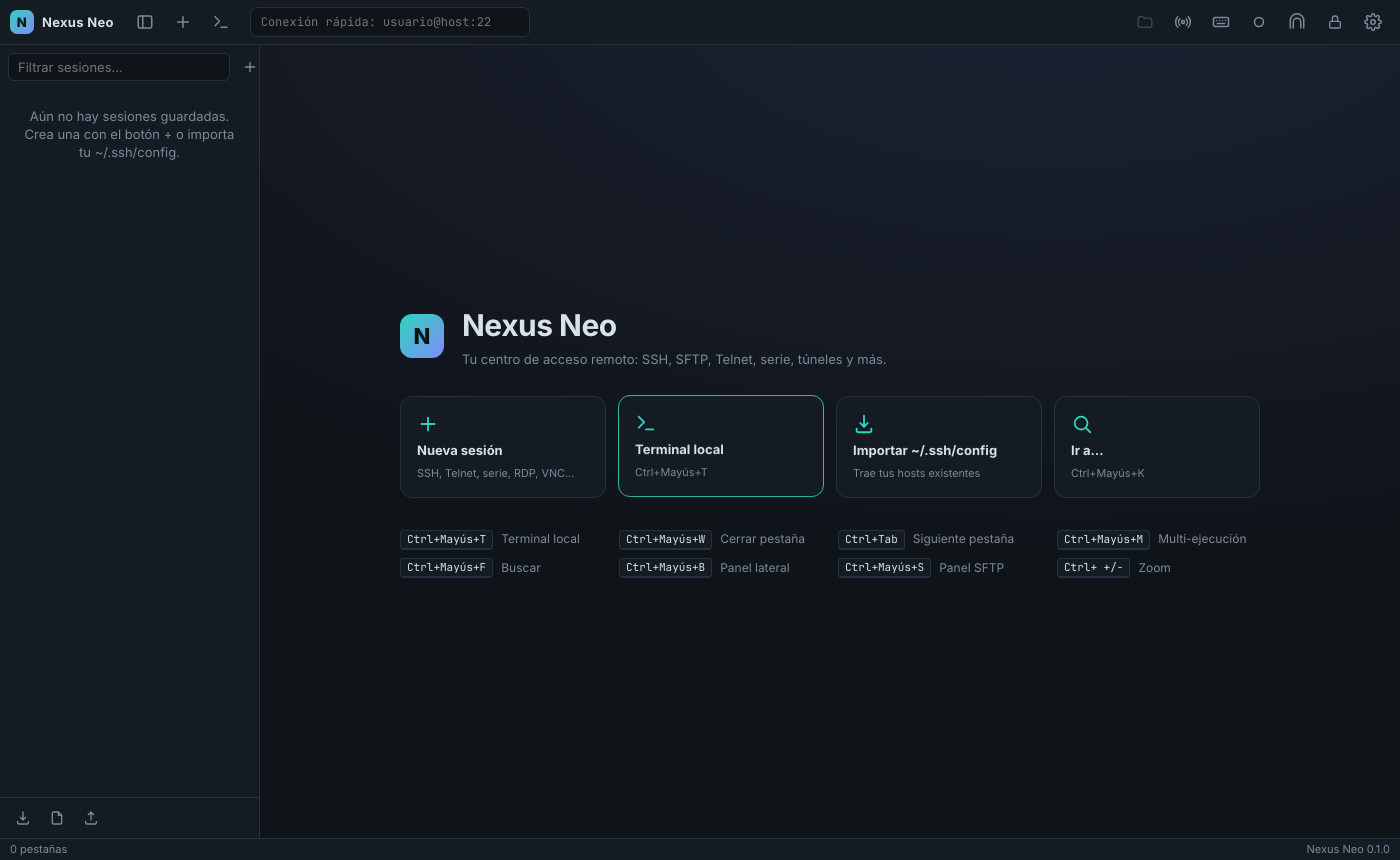 N Nexus Neo
Conexión rápida: usuario@host:22
Filtrar sesiones...
Aún no hay sesiones guardadas.
Crea una con el botón + o importa
tu ~/.ssh/config.
N
Nexus Neo
Tu centro de acceso remoto: SSH, SFTP, Telnet, serie, túneles y más.
Nueva sesión
SSH, Telnet, serie, RDP, VNC...
Terminal local
Ctrl+Mayús+T
Importar ~/.ssh/config
Trae tus hosts existentes
Ir a...
Ctrl+Mayús+K
Ctrl+Mayús+T Terminal local
Ctrl+Mayús+W Cerrar pestaña
Ctrl+Tab Siguiente pestaña
Ctrl+Mayús+M Multi-ejecución
Ctrl+Mayús+F Buscar
Ctrl+Mayús+B Panel lateral
Ctrl+Mayús+S Panel SFTP
Ctrl+ +/- Zoom
0 pestañas
Nexus Neo 0.1.0